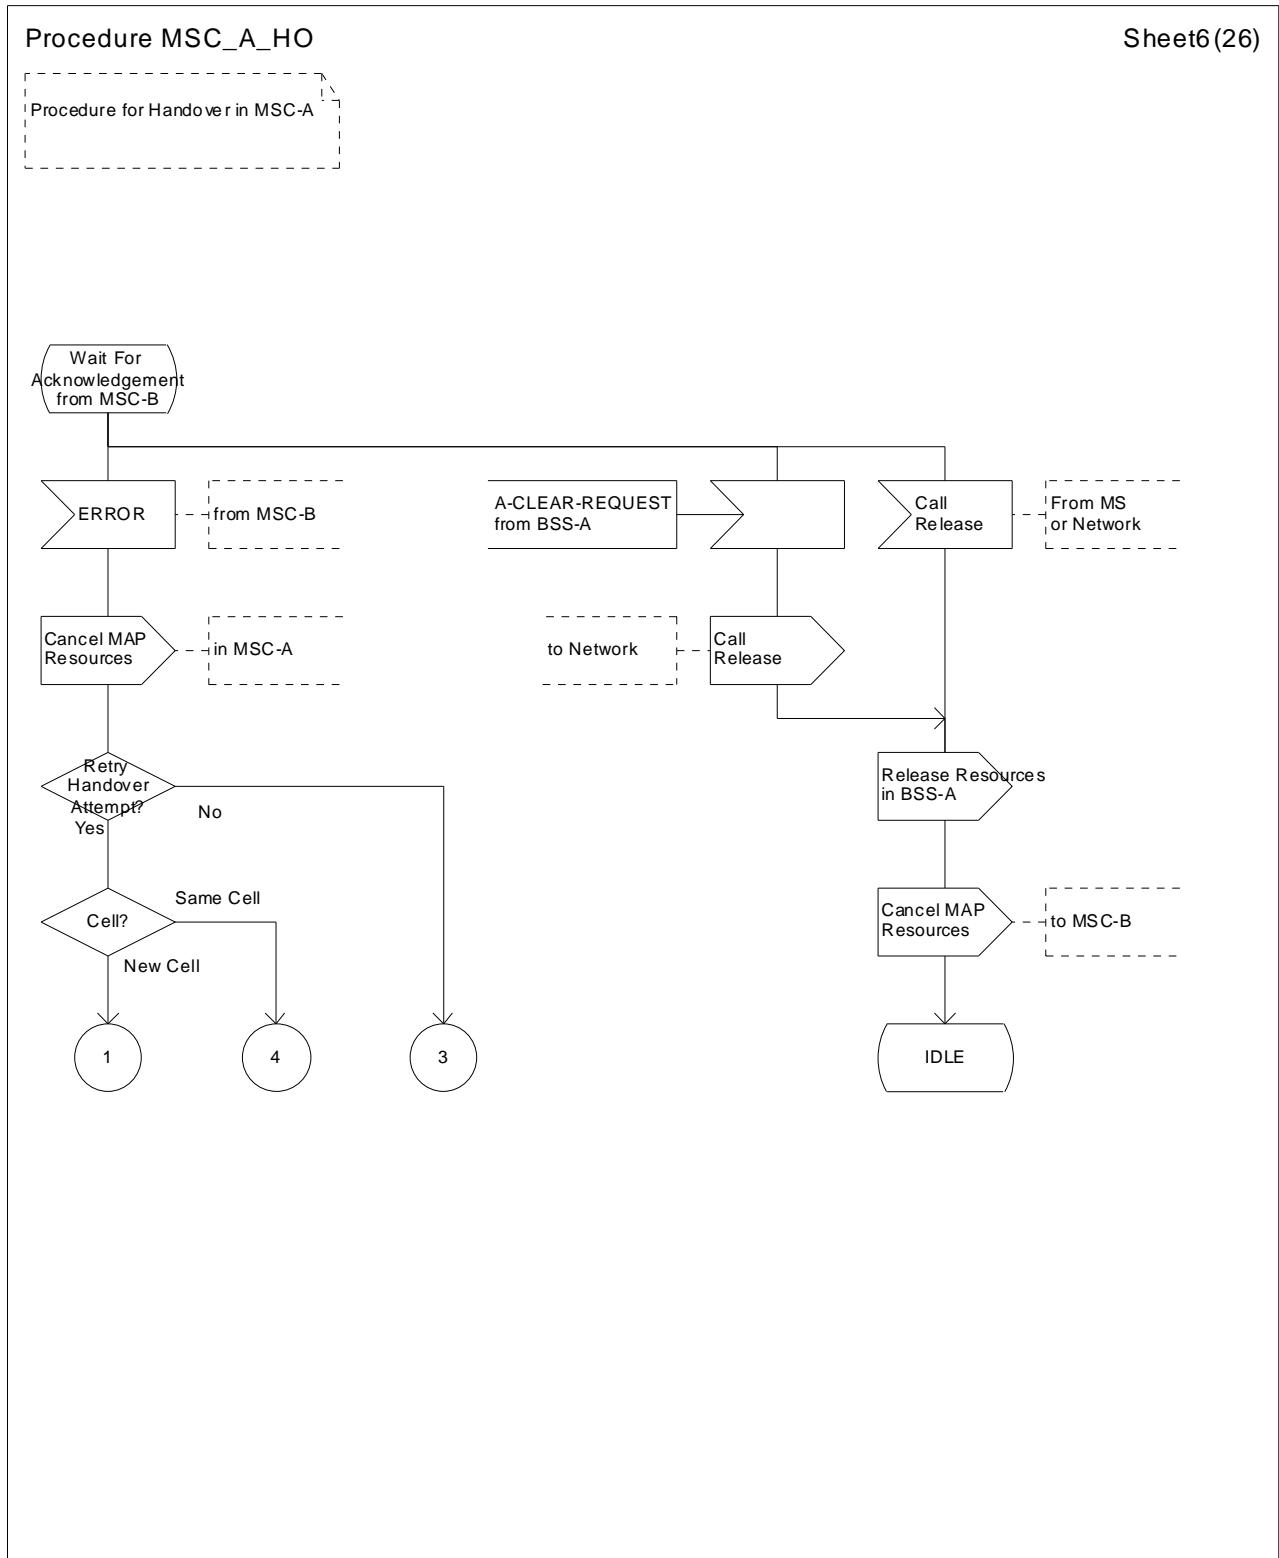 Procedure MSC_A_HO
Sheet6(26)
Procedure for Handover in MSC-A
Wait For
Acknowledgement
from MSC-B
ERROR
from MSC-B
A-CLEAR-REQUEST
from BSS-A
Call
Release
From MS
or Network
Cancel MAP
Resources
in MSC-A
to Network
Call
Release
Retry
Handover
Attempt?
Yes
No
Release Resources
in BSS-A
Cell?
Same Cell
New Cell
Cancel MAP
Resources
to MSC-B
1
4
3
IDLE